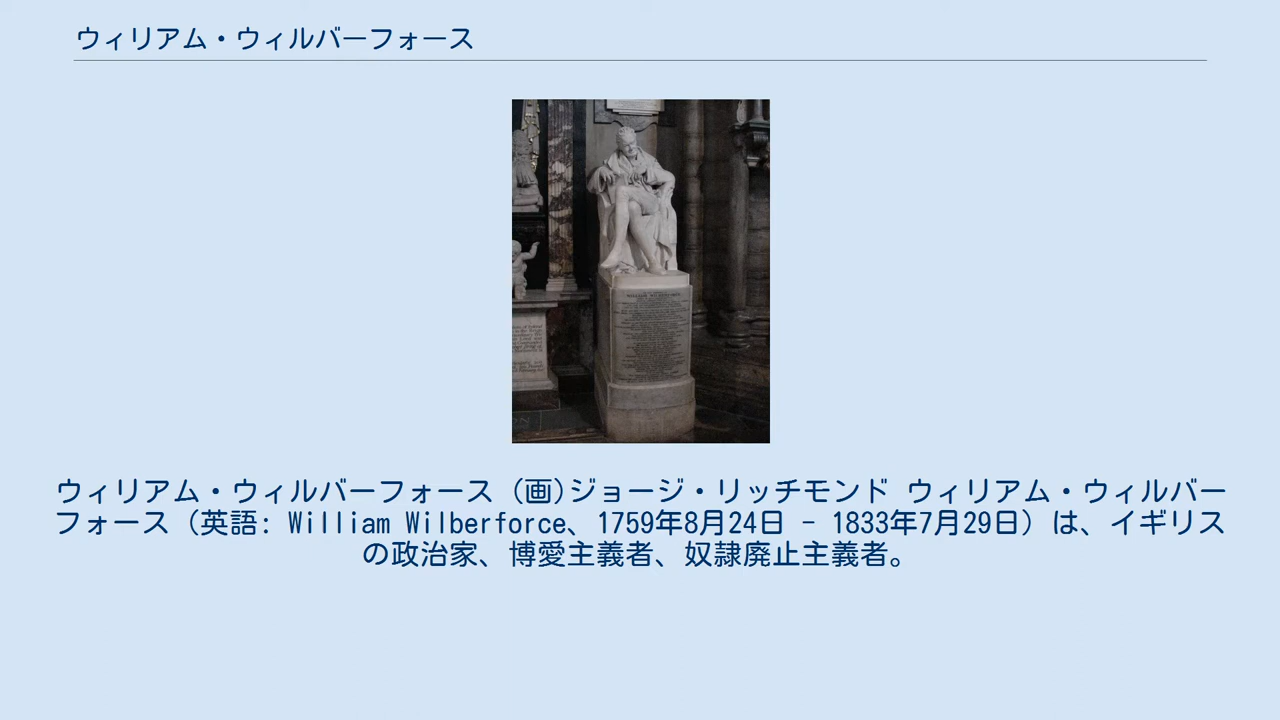 ウィリアム・ウィルバーフォース
ウィリアム・ウィルバーフォース (画)ジョージ・リッチモンド ウィリアム・ウィルバー
フォース（英語: William Wilberforce、1759年8月24日 - 1833年7月29日）は、イギリス
の政治家、博愛主義者、奴隷廃止主義者。